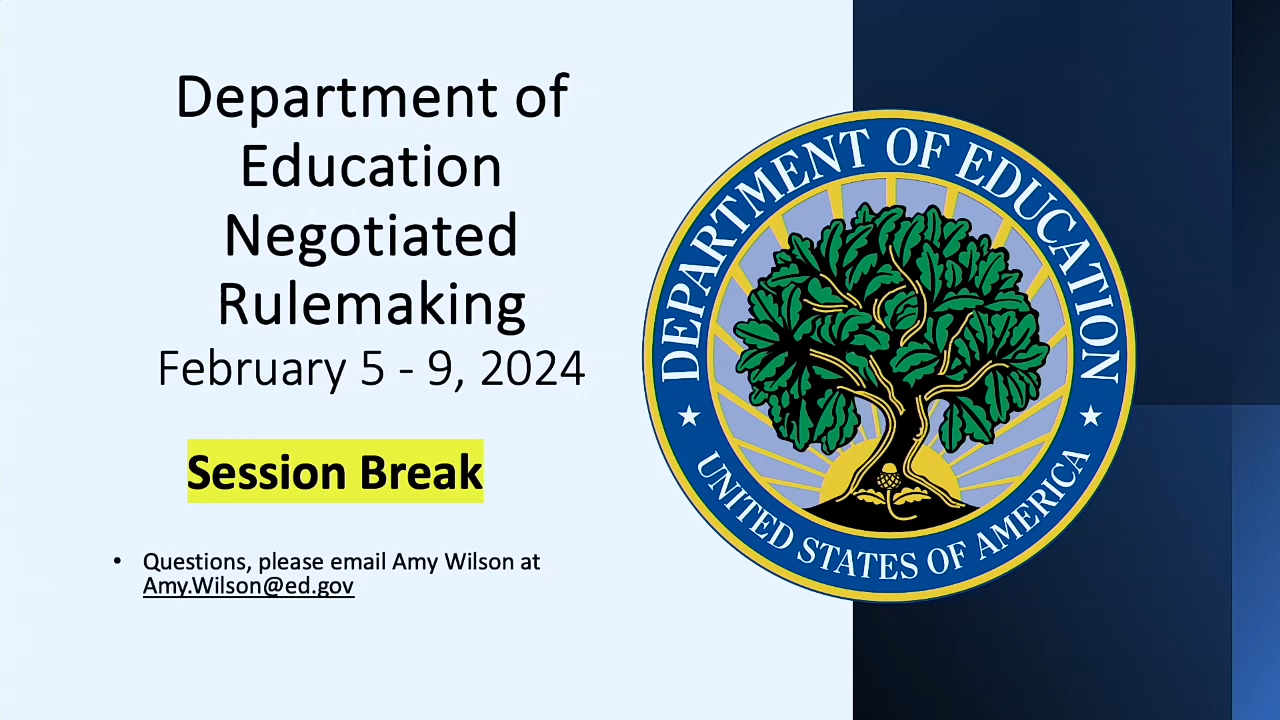 Department of
Education
Negotiated
Rulemaking
February 5 - 9, 2024
Session Break
• Questions, please email Amy Wilson at
Amy.Wilson@ed.gov
DEPARTMENT OF EDUCATION
UNITED STATES OF AMERICA